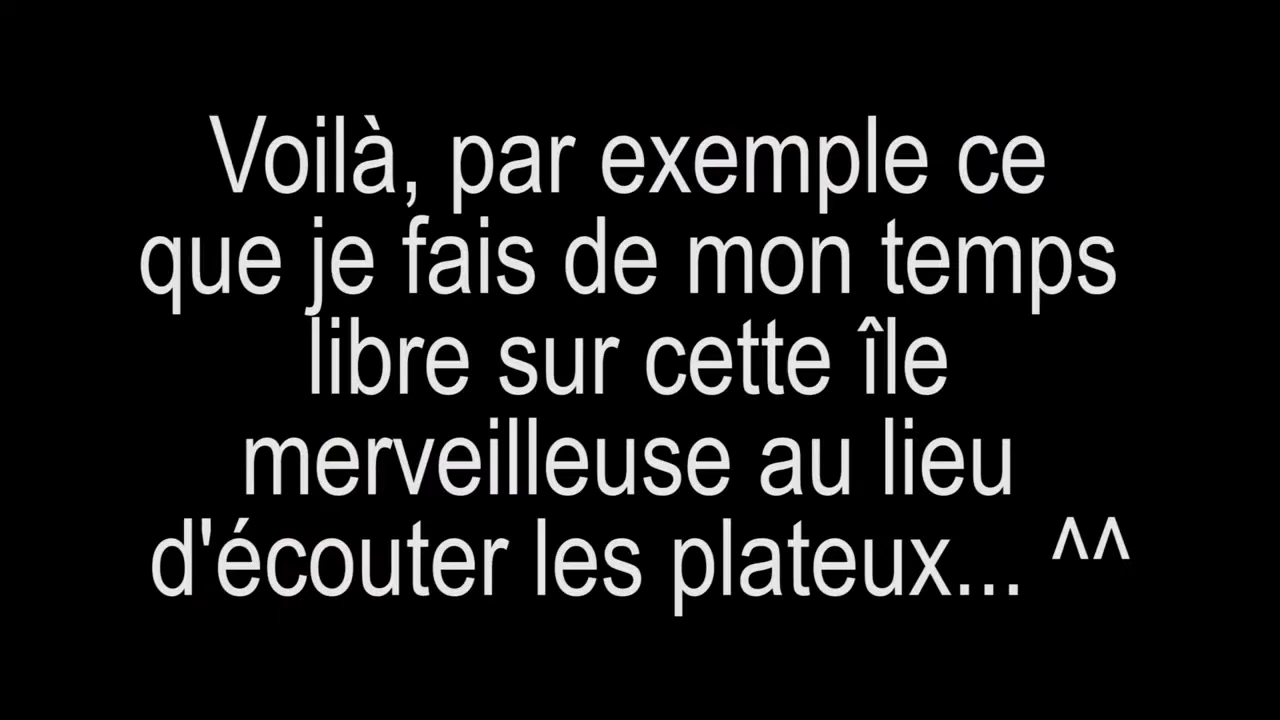 Voilà, par exemple ce
que je fais de mon temps
libre sur cette île
merveilleuse au lieu
d'écouter les plateux... ^^